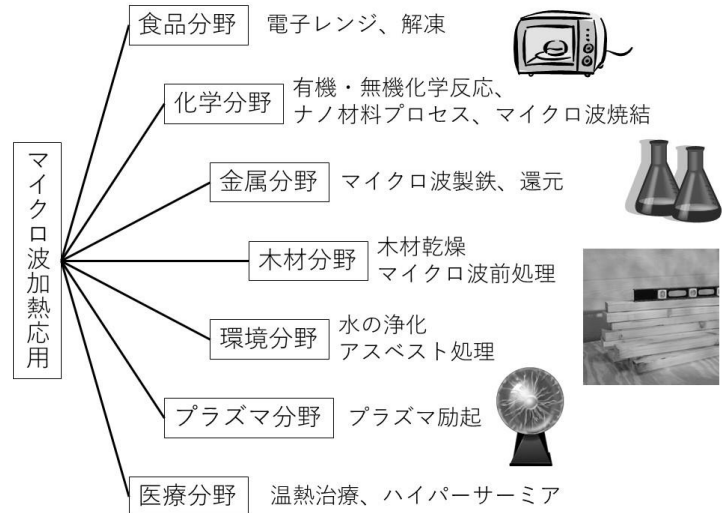 食品分野
電子レンジ、解凍
化学分野
有機・無機化学反応、
ナノ材料プロセス、マイクロ波焼結
マイクロ波加熱応用
金属分野
マイクロ波製鉄、還元
木材分野
木材乾燥
マイクロ波前処理
環境分野
水の浄化
アスベスト処理
プラズマ分野
プラズマ励起
医療分野
温熱治療、ハイパーサーミア